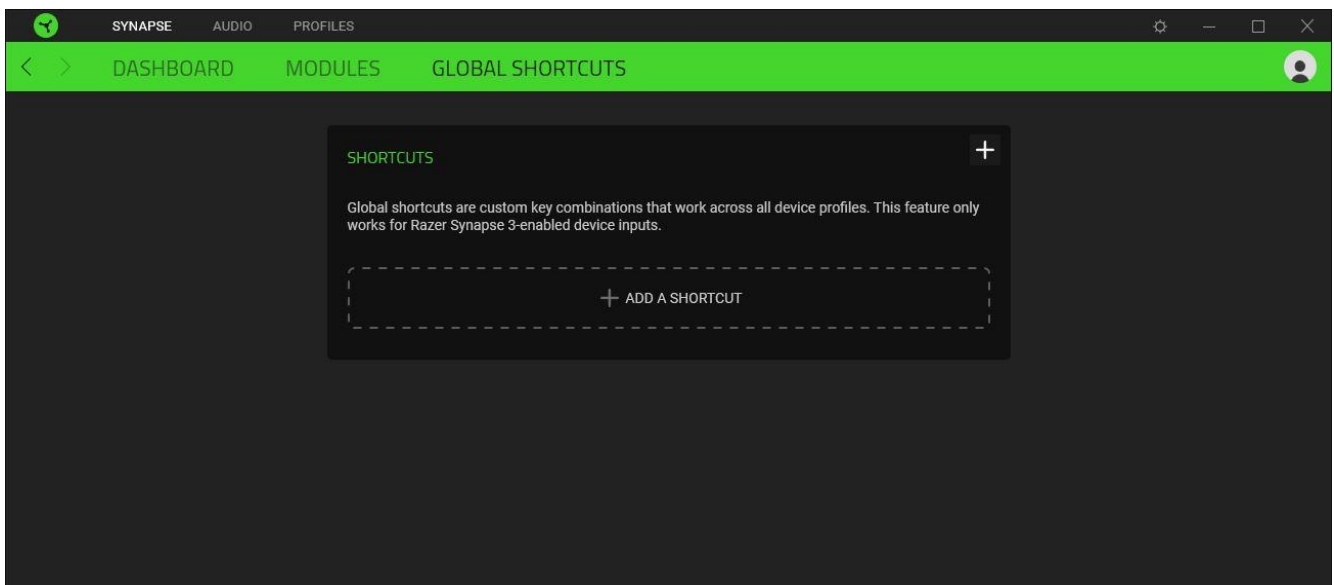 SYNAPSE AUDIO PROFILES
DASHBOARD MODULES GLOBAL SHORTCUTS
SHORTCUTS
Global shortcuts are custom key combinations that work across all device profiles. This feature only
works for Razer Synapse 3-enabled device inputs.
ADD A SHORTCUT